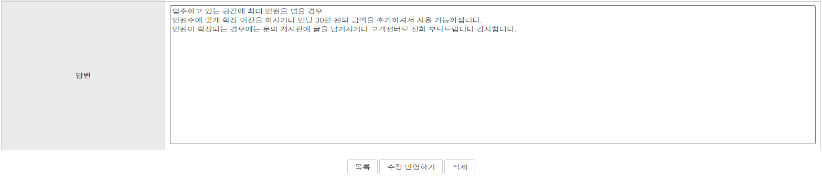 입주하고 있는 공간에 최대 인원을 넘을 경우
인원수에 맞게 확장 이전을 하시거나 인당 30만 원의 금액을 추가하셔서 사용 가능하십니다.
인원이 확장되는 경우에는 문의 게시판에 글을 남기시거나 고객센터로 전화 부탁드립니다 감사합니다.
답변
목록
수정 반영하기
삭제